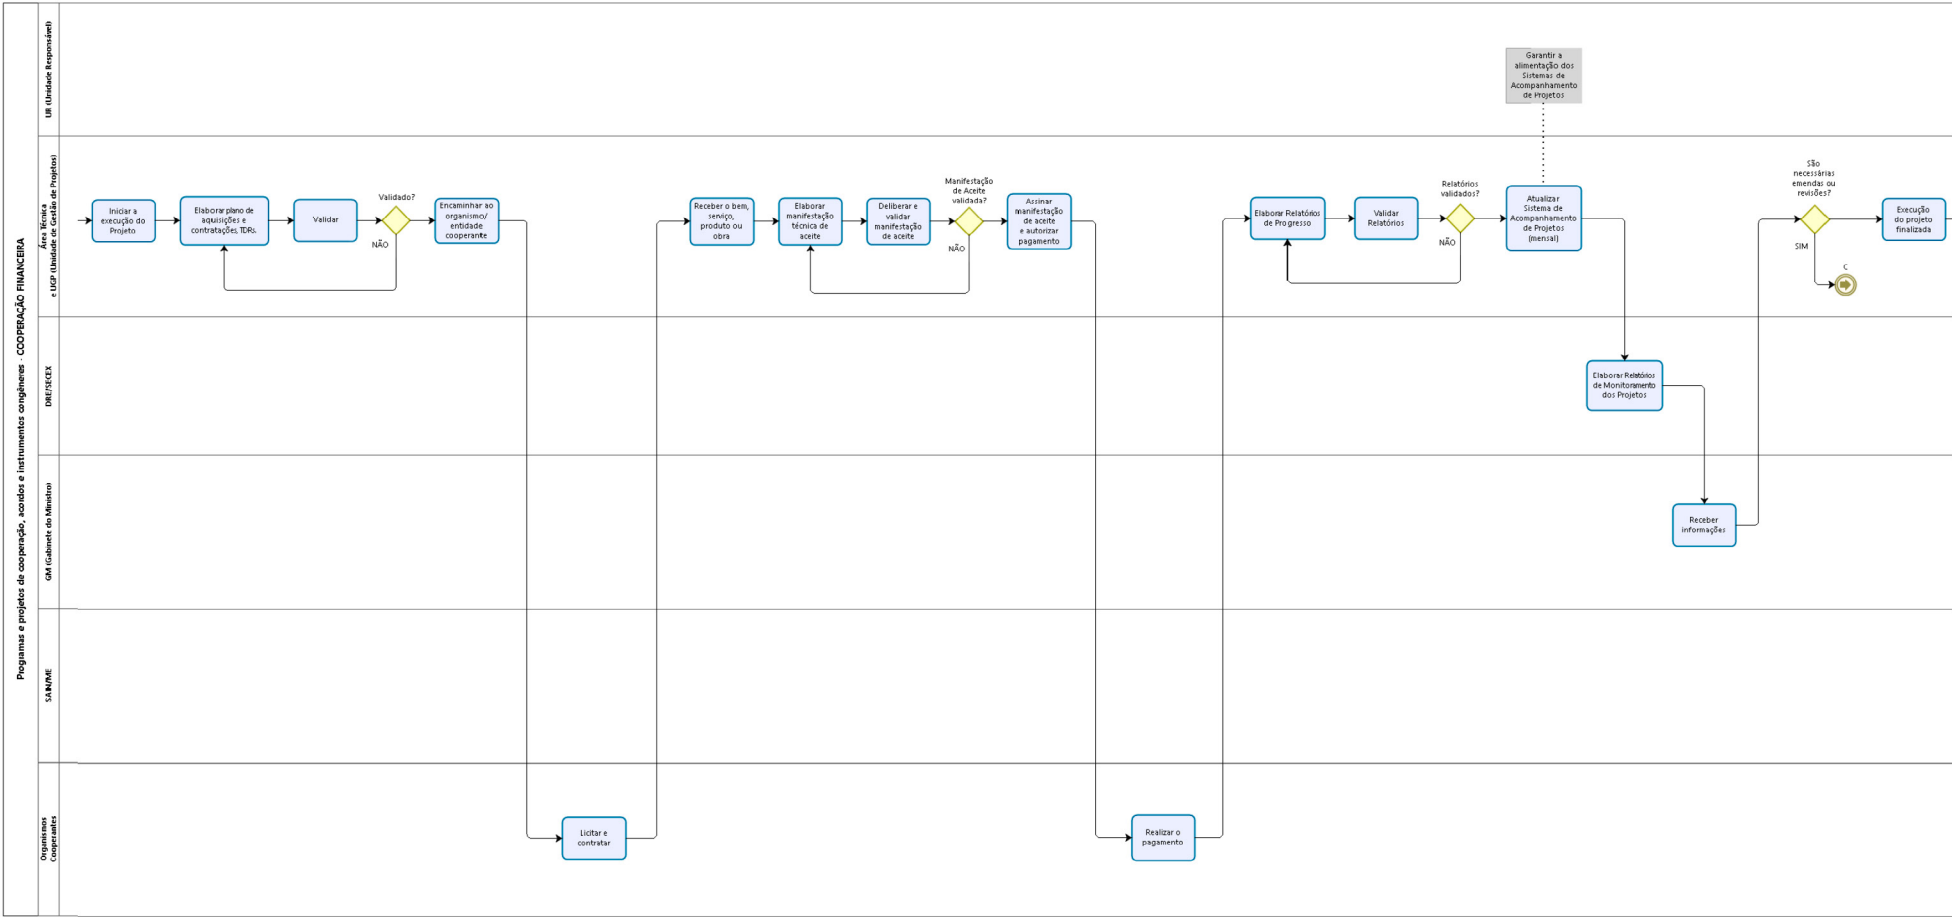 Programas e projetos de cooperação, acordos e instrumentos congêneres - COOPERAÇÃO FINANCEIRA
UR (Unidade Responsável)
Garantir a
alimentação dos
Sistemas de
Acompanhamento
de Projetos
Área Técnica
e UGP (Unidade de Gestão de Projetos)
Iniciar a
execução do
Projeto
Elaborar plano de
aquisições e
contratações, TDRs.
Validar
Validado?
NÃO
Encaminhar ao
organismo/
entidade
cooperante
Receber o bem,
serviço,
produto ou
obra
Elaborar
manifestação
técnica de
aceite
Deliberar e
validar
manifestação
de aceite
Manifestação
de Aceite
validada?
NÃO
Assinar
manifestação
de aceite
e autorizar
pagamento
Elaborar Relatórios
de Progresso
Validar
Relatórios
Relatórios
validados?
NÃO
Atualizar
Sistema de
Acompanhamento
de Projetos
(mensal)
São
necessárias
emendas ou
revisões?
SIM
C
Execução
do projeto
finalizada
DRE/SECEX
Elaborar Relatórios
de Monitoramento
dos Projetos
GM (Gabinete do Ministro)
Receber
informações
SAIN/ME
Organismos
Cooperantes
Licitar e
contratar
Realizar o
pagamento